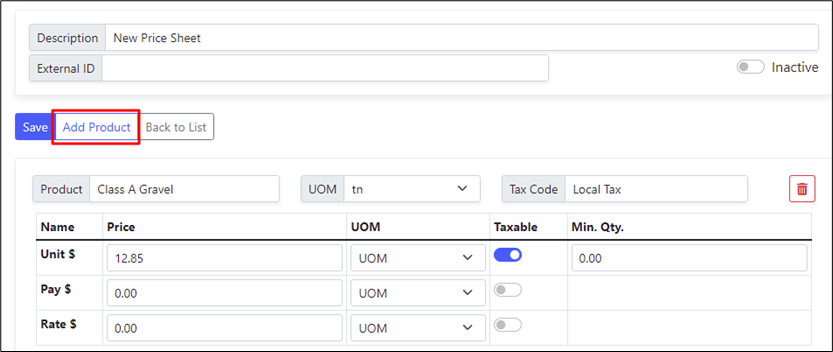 Description New Price Sheet
External ID
Inactive
Save Add Product Back to List
Product Class A Gravel UOM tn Tax Code Local Tax
Name Price UOM Taxable Min. Qty.
Unit $ 12.85 UOM 0.00
Pay $ 0.00 UOM
Rate $ 0.00 UOM